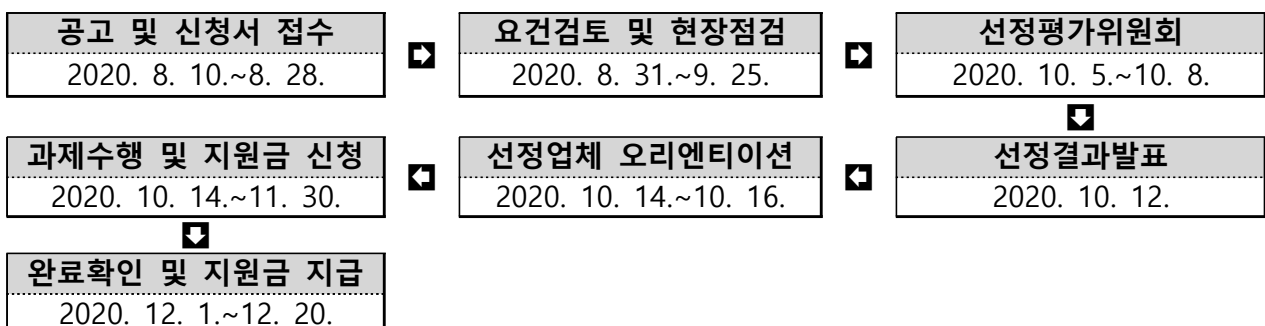 공고 및 신청서 접수
2020. 8. 10.~8. 28.
요건검토 및 현장점검
2020. 8. 31.~9. 25.
선정평가위원회
2020. 10. 5.~10. 8.
선정결과발표
2020. 10. 12.
선정업체 오리엔티이션
2020. 10. 14.~10. 16.
과제수행 및 지원금 신청
2020. 10. 14.~11. 30.
완료확인 및 지원금 지급
2020. 12. 1.~12. 20.